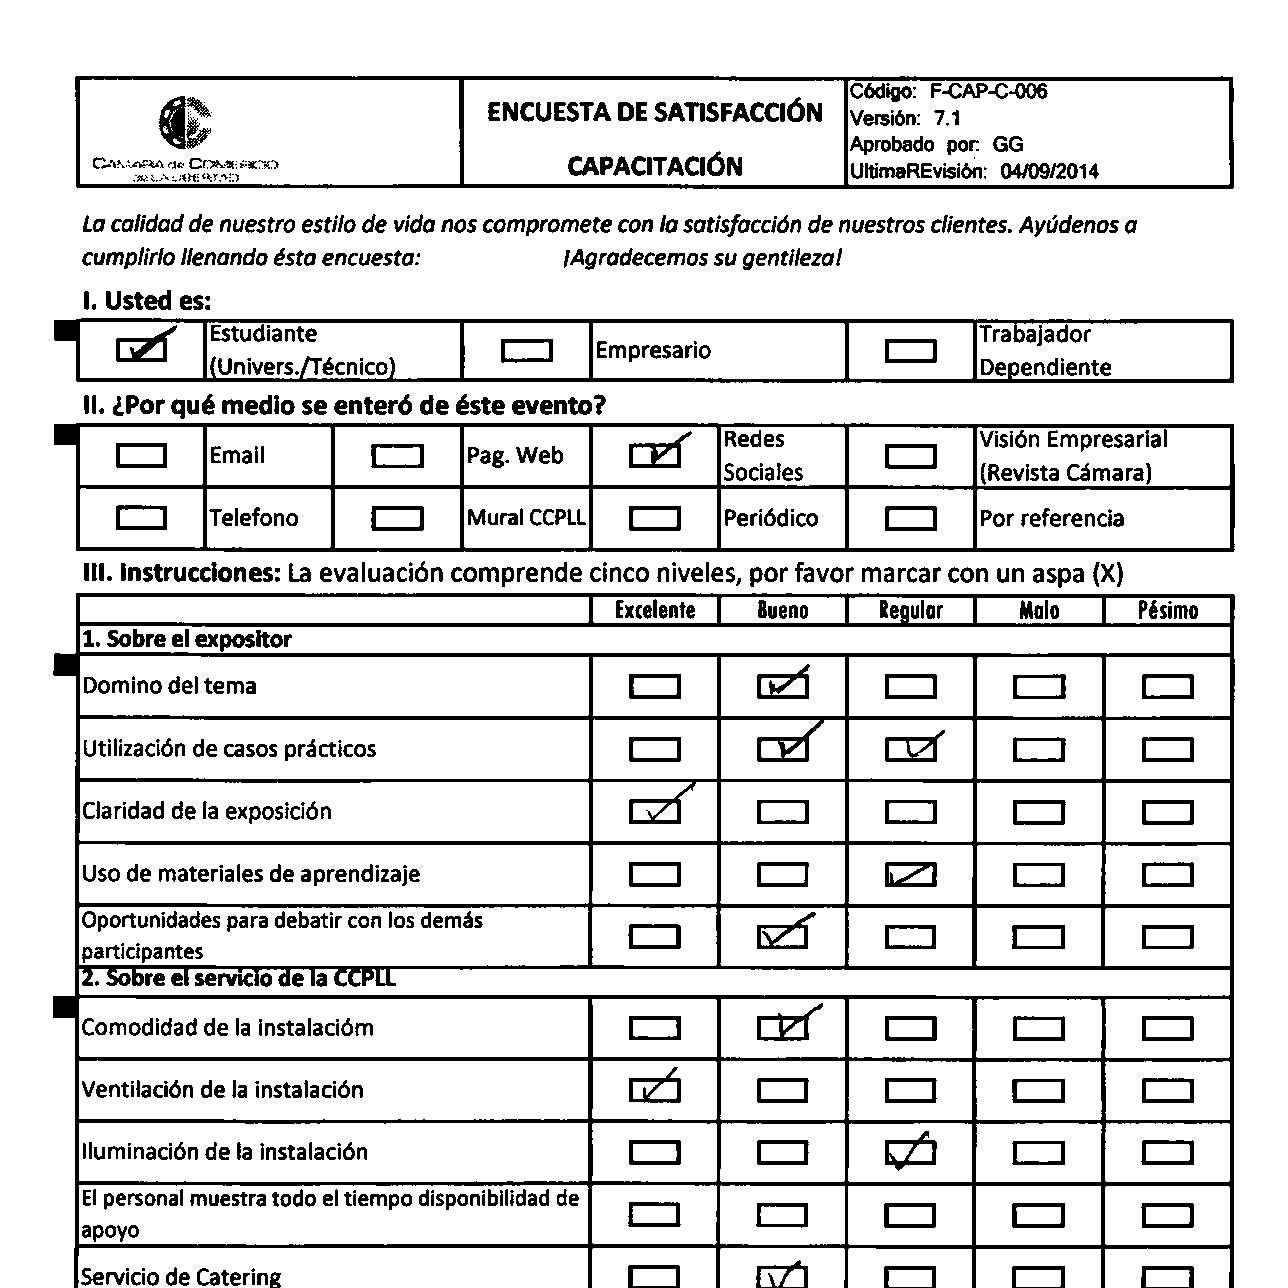 CAMARA de COMERCIO
de LA LIBERTAD
ENCUESTA DE SATISFACCIÓN
CAPACITACIÓN
Código: F-CAP-C-006
Versión: 7.1
Aprobado por: GG
UltimaREvisión: 04/09/2014
La calidad de nuestro estilo de vida nos compromete con la satisfacción de nuestros clientes. Ayúdenos a
cumplirlo llenando ésta encuesta: ¡Agradecemos su gentileza!
I. Usted es:
Estudiante
(Univers./Técnico)
Empresario
Trabajador
Dependiente
II. ¿Por qué medio se enteró de éste evento?
Email
Pag. Web
Redes
Sociales
Visión Empresarial
(Revista Cámara)
Telefono
Mural CCPLL
Periódico
Por referencia
III. Instrucciones: La evaluación comprende cinco niveles, por favor marcar con un aspa (X)
Excelente Bueno Regular Malo Pésimo
1. Sobre el expositor
Domino del tema
Utilización de casos prácticos
Claridad de la exposición
Uso de materiales de aprendizaje
Oportunidades para debatir con los demás
participantes
2. Sobre el servicio de la CCPLL
Comodidad de la instalacióm
Ventilación de la instalación
Iluminación de la instalación
El personal muestra todo el tiempo disponibilidad de
apoyo
Servicio de Catering